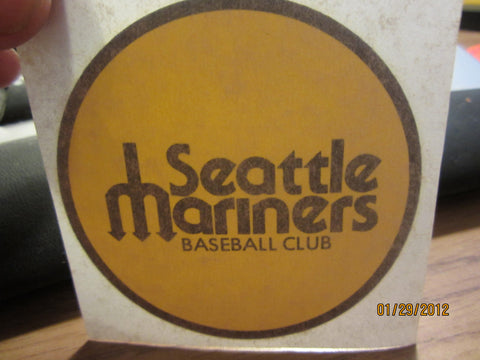 Seattle
mariners
BASEBALL CLUB
01/29/2012